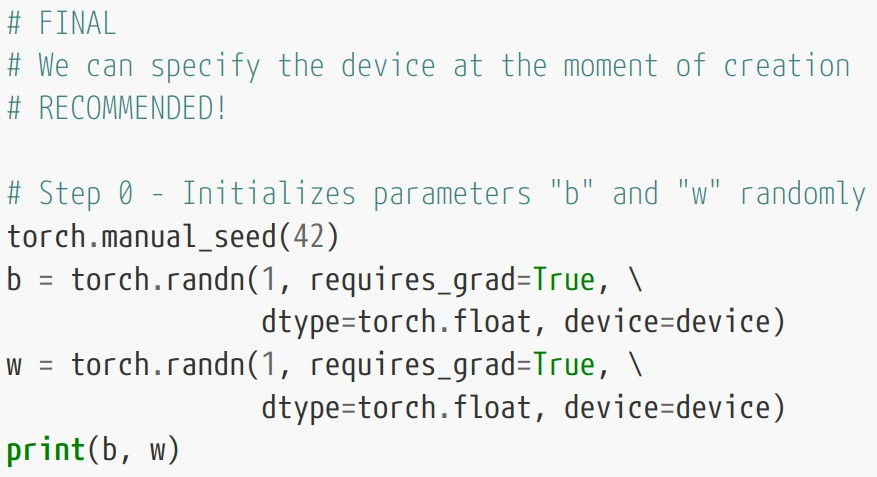 # FINAL
# We can specify the device at the moment of creation
# RECOMMENDED!

# Step 0 - Initializes parameters "b" and "w" randomly
torch.manual_seed(42)
b = torch.randn(1, requires_grad=True, \
                dtype=torch.float, device=device)
w = torch.randn(1, requires_grad=True, \
                dtype=torch.float, device=device)
print(b, w)